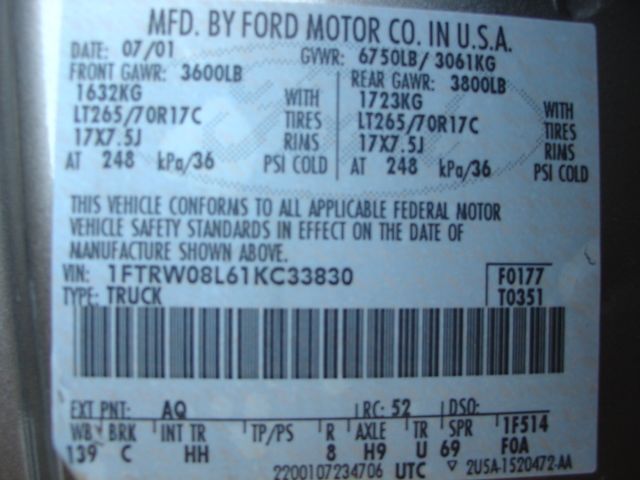 MFD. BY FORD MOTOR CO. IN U.S.A.
DATE: 07/01 GVWR: 6750LB/ 3061KG
FRONT GAWR: 3600LB REAR GAWR: 3800LB
1632KG WITH 1723KG WITH
LT265/70R17C TIRES LT265/70R17C TIRES
17X7.5J RIMS 17X7.5J RIMS
AT 248 kPa/36 PSI COLD AT 248 kPa/36 PSI COLD
THIS VEHICLE CONFORMS TO ALL APPLICABLE FEDERAL MOTOR
VEHICLE SAFETY STANDARDS IN EFFECT ON THE DATE OF
MANUFACTURE SHOWN ABOVE.
VIN: 1FTRW08L61KC33830 F0177
TYPE: TRUCK T0351
EXT PNT: AQ RC: 52 DSO:
WB BRK INT TR TP/PS R AXLE TR SPR 1F514
139 C HH 8 H9 U 69 F0A
2200107234706 UTC ▽ 2U5A-1520472-AA